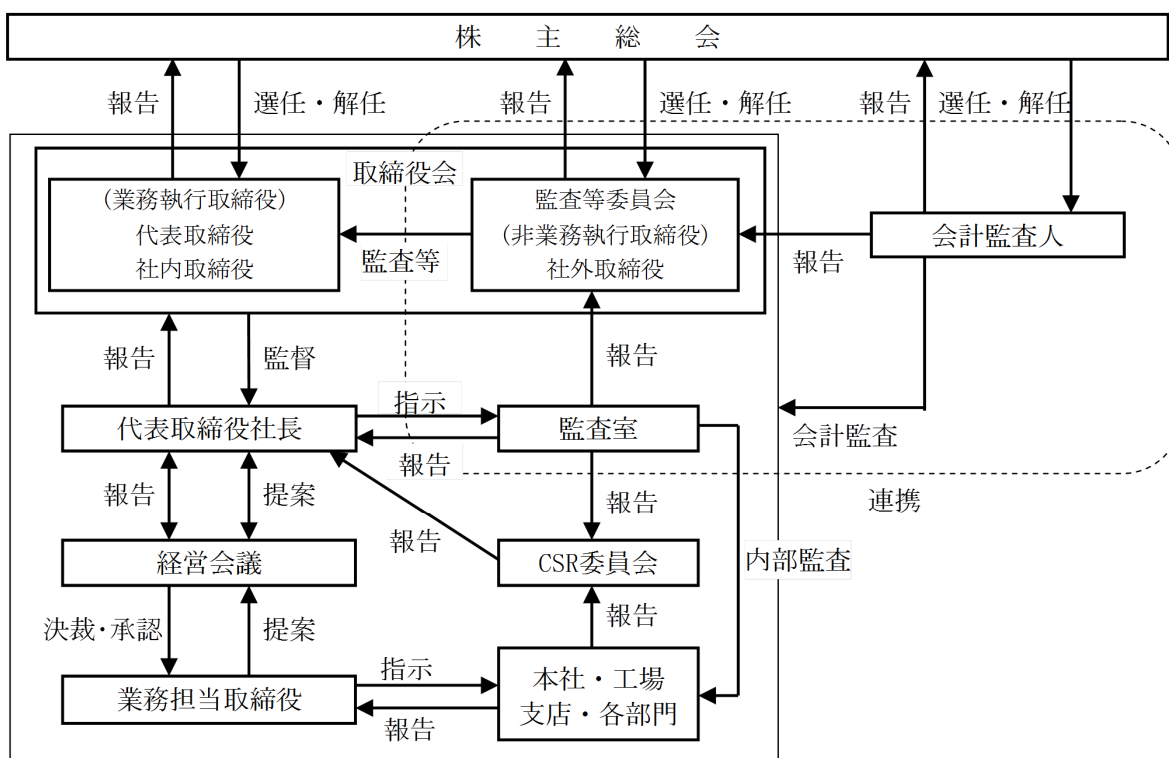 株主総会
報告
選任・解任
報告
選任・解任
報告
選任・解任
取締役会
(業務執行取締役)
代表取締役
社内取締役
監査等
監査等委員会
(非業務執行取締役)
社外取締役
報告
会計監査人
報告
監督
報告
代表取締役社長
指示
報告
監査室
会計監査
連携
報告
提案
報告
報告
内部監査
経営会議
CSR委員会
決裁・承認
提案
報告
業務担当取締役
指示
報告
本社・工場
支店・各部門